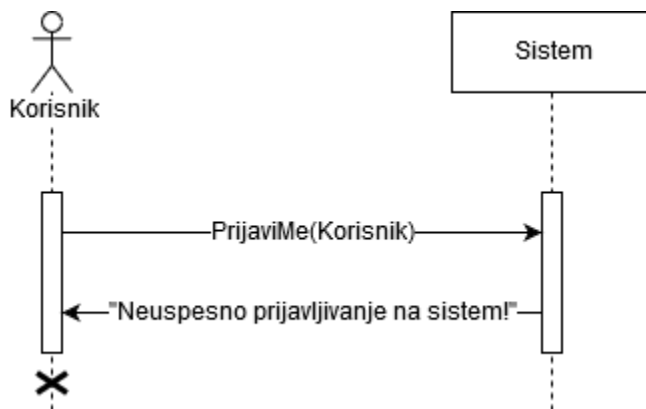 Korisnik
Sistem
PrijaviMe(Korisnik)
"Neuspesno prijavljivanje na sistem!"